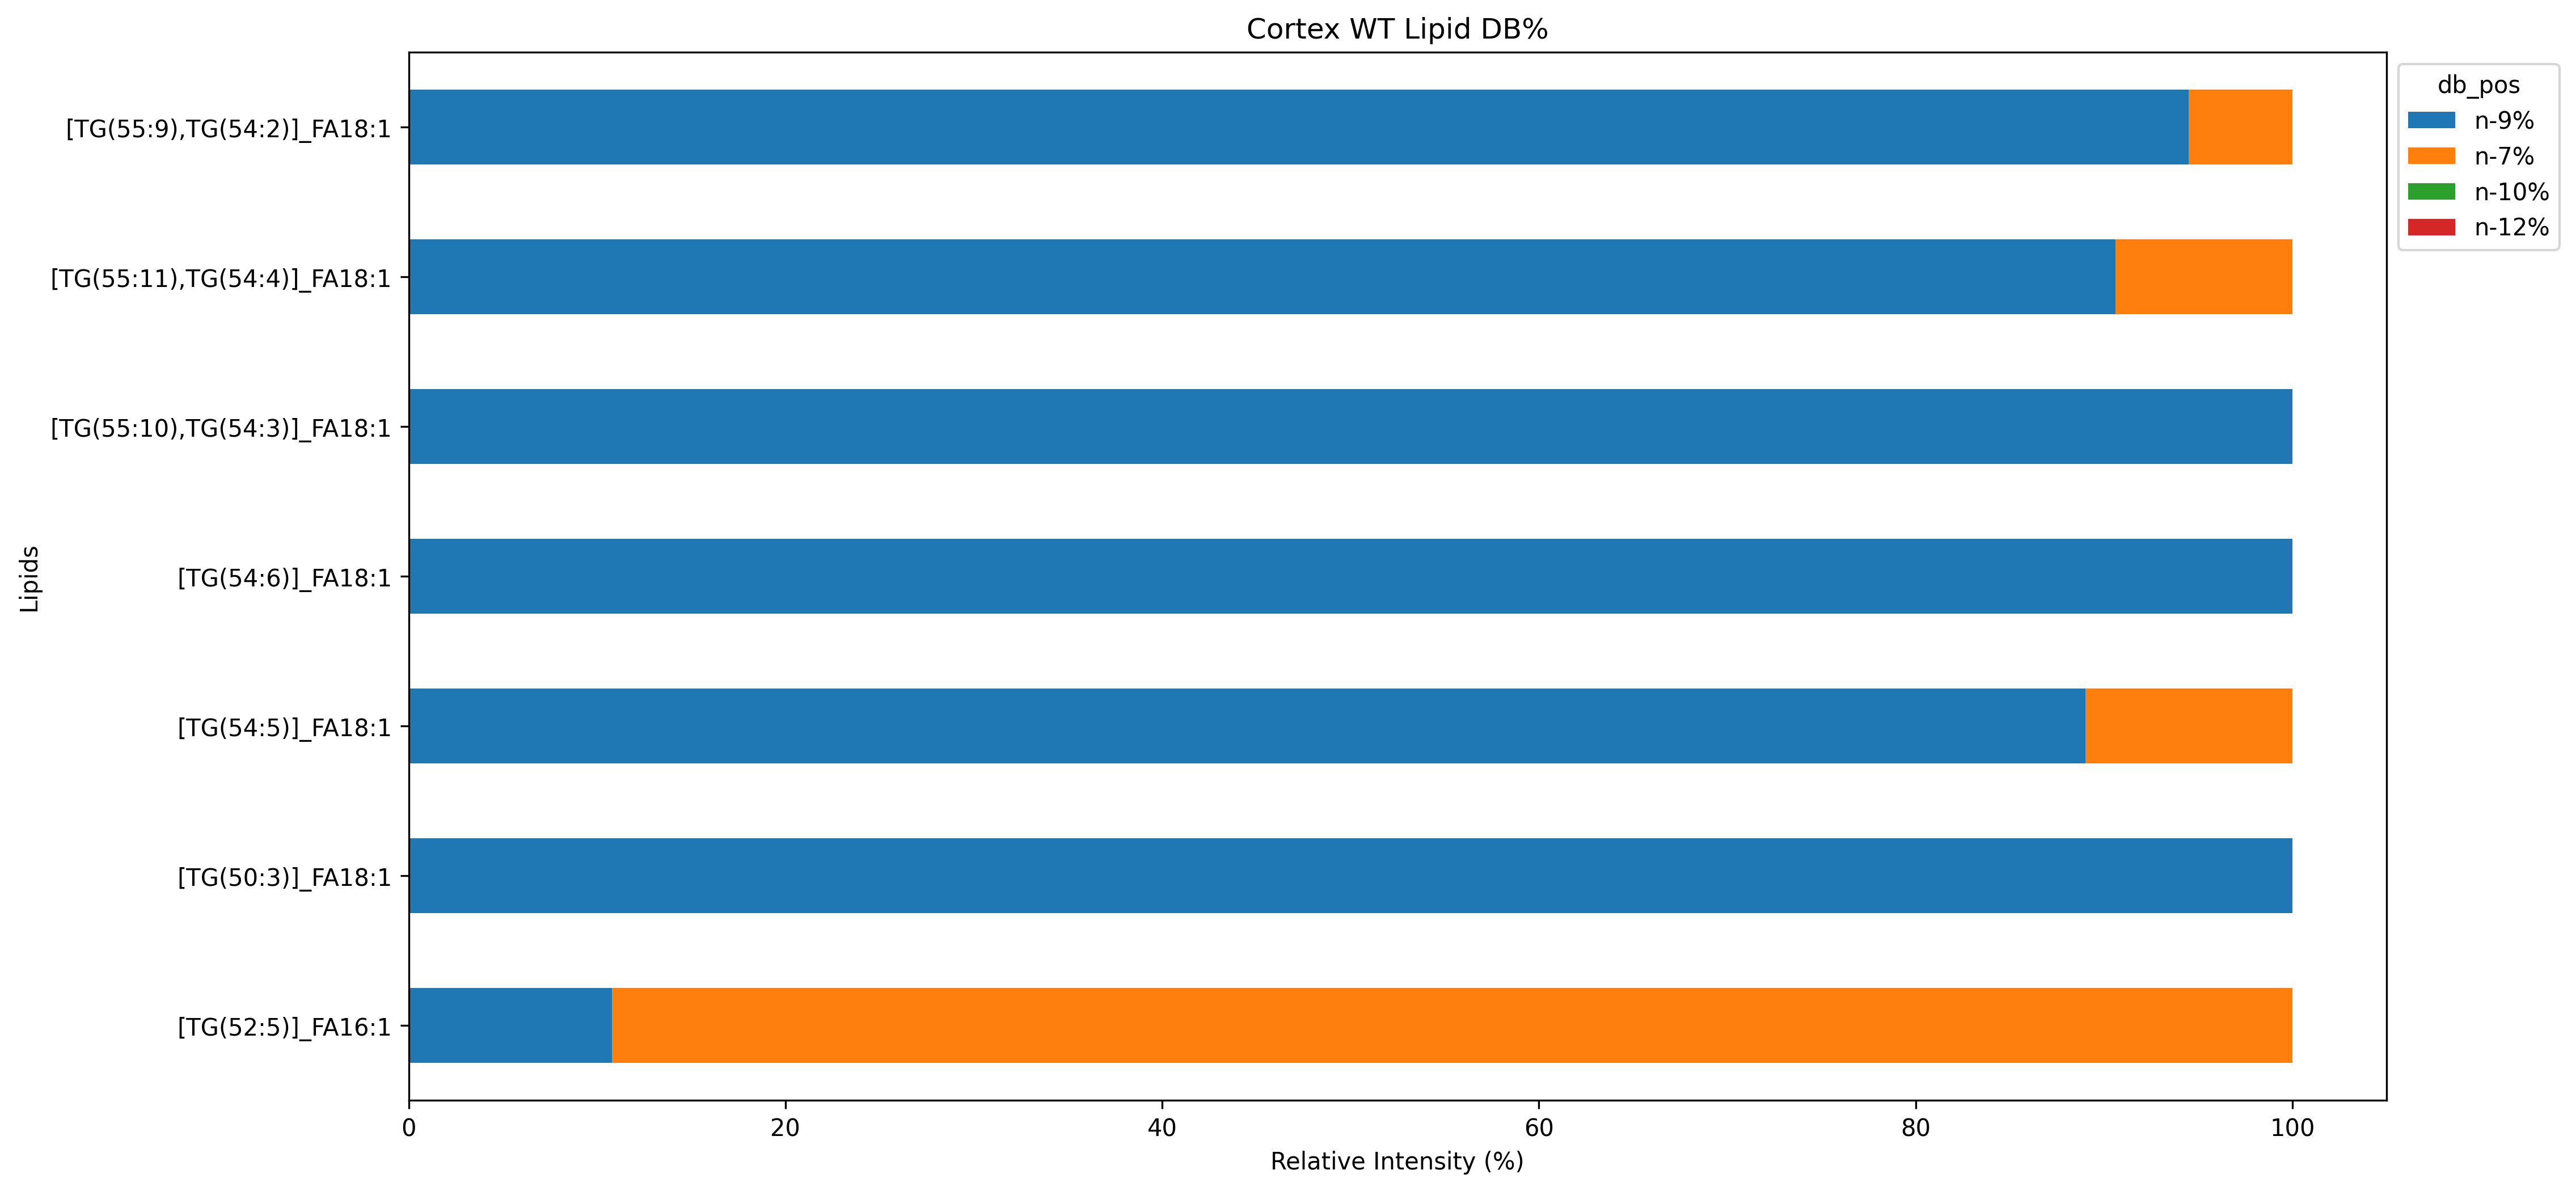 Cortex WT Lipid DB%
db_pos
n-9%
n-7%
n-10%
n-12%
Lipids
[TG(55:9),TG(54:2)]_FA18:1
[TG(55:11),TG(54:4)]_FA18:1
[TG(55:10),TG(54:3)]_FA18:1
[TG(54:6)]_FA18:1
[TG(54:5)]_FA18:1
[TG(50:3)]_FA18:1
[TG(52:5)]_FA16:1
0 20 40 60 80 100
Relative Intensity (%)